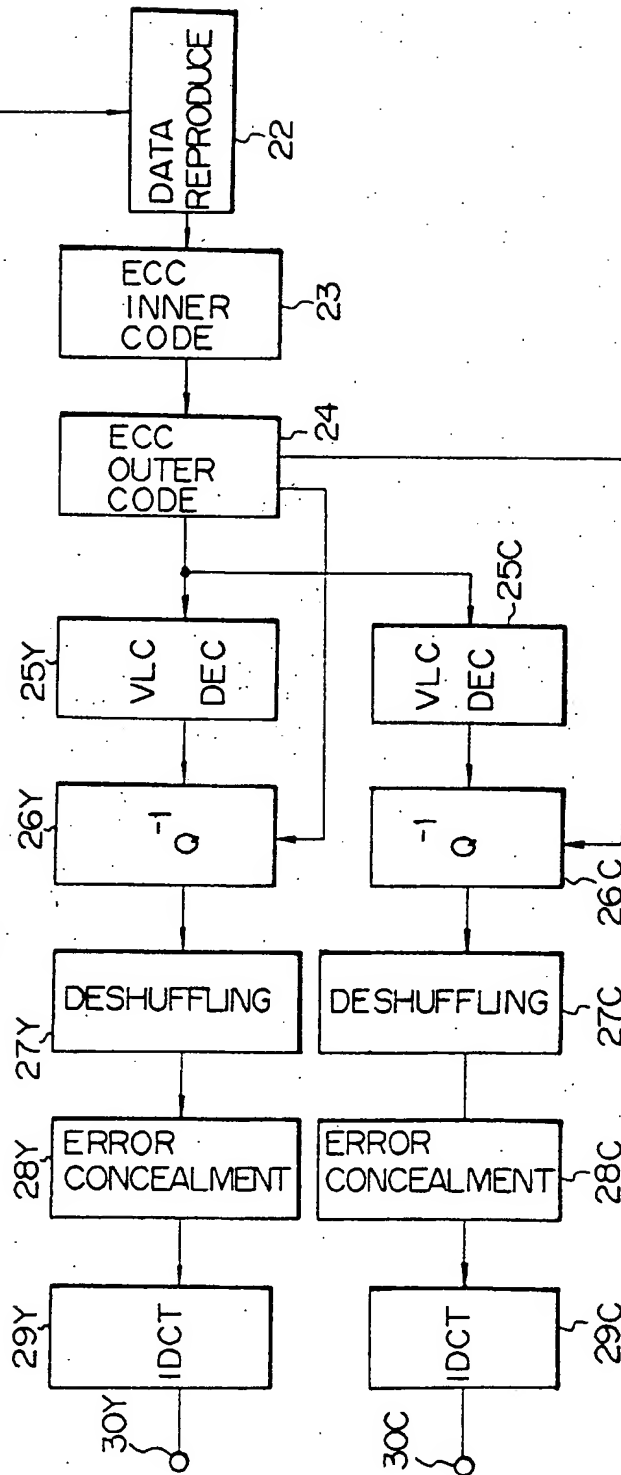 DATA
REPRODUCE
22
ECC
INNER
CODE
23
ECC
OUTER
CODE
24
25Y
VLC
DEC
VLC
DEC
25C
26Y
Q⁻¹
Q⁻¹
26C
27Y
DESHUFFLING
DESHUFFLING
27C
28Y
ERROR
CONCEALMENT
ERROR
CONCEALMENT
28C
29Y
IDCT
IDCT
29C
30Y
30C